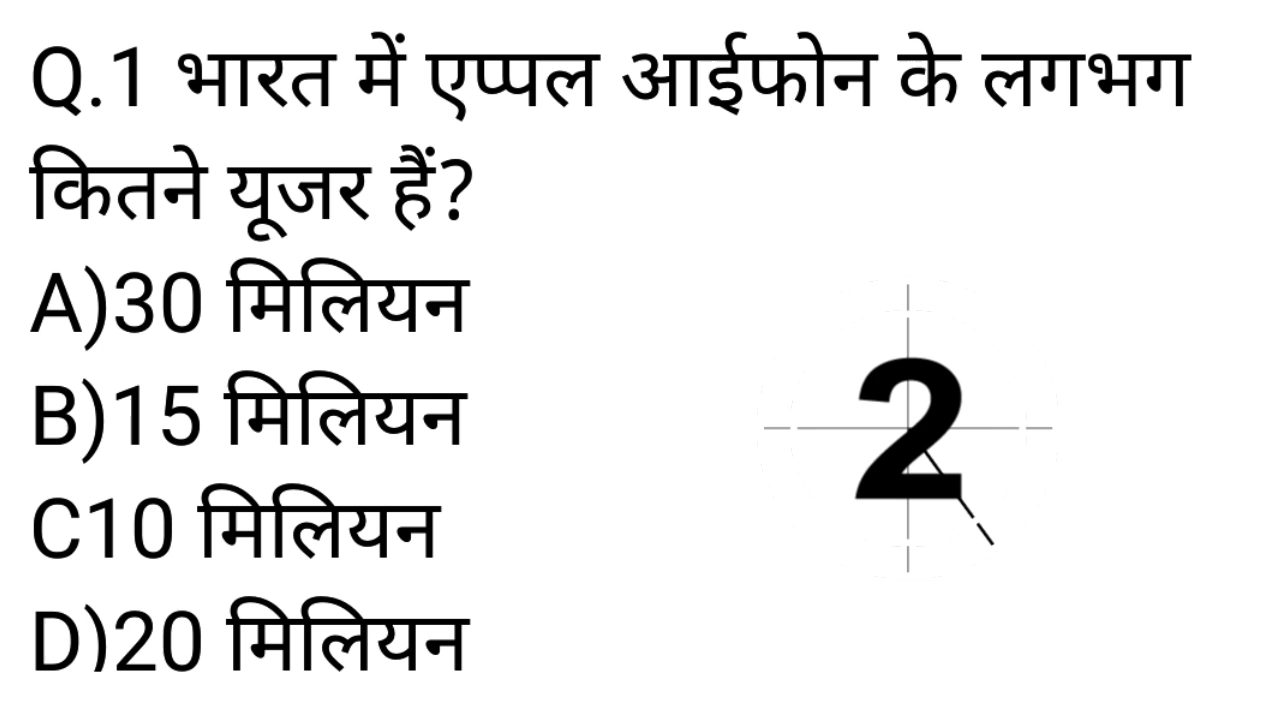 Q.1 भारत में एप्पल आईफोन के लगभग
कितने यूजर हैं?
A)30 मिलियन
B)15 मिलियन
C10 मिलियन
D)20 मिलियन
2